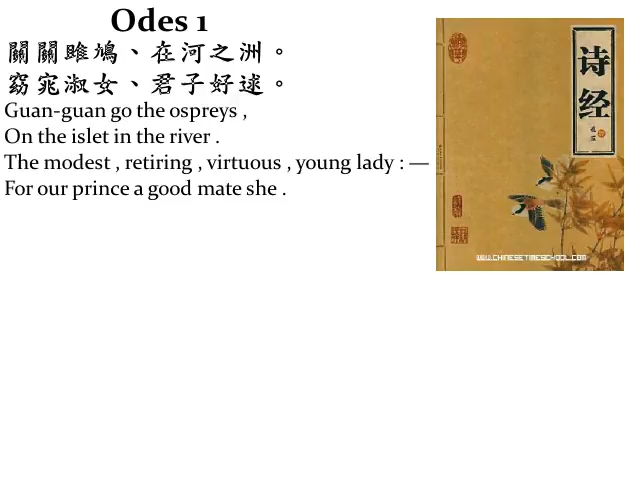 Odes 1
關關雎鳩、在河之洲。
窈窕淑女、君子好逑。
Guan-guan go the ospreys ,
On the islet in the river .
The modest , retiring , virtuous , young lady : —
For our prince a good mate she .
诗经
WWW.CHINESETIMESCHOOL.COM